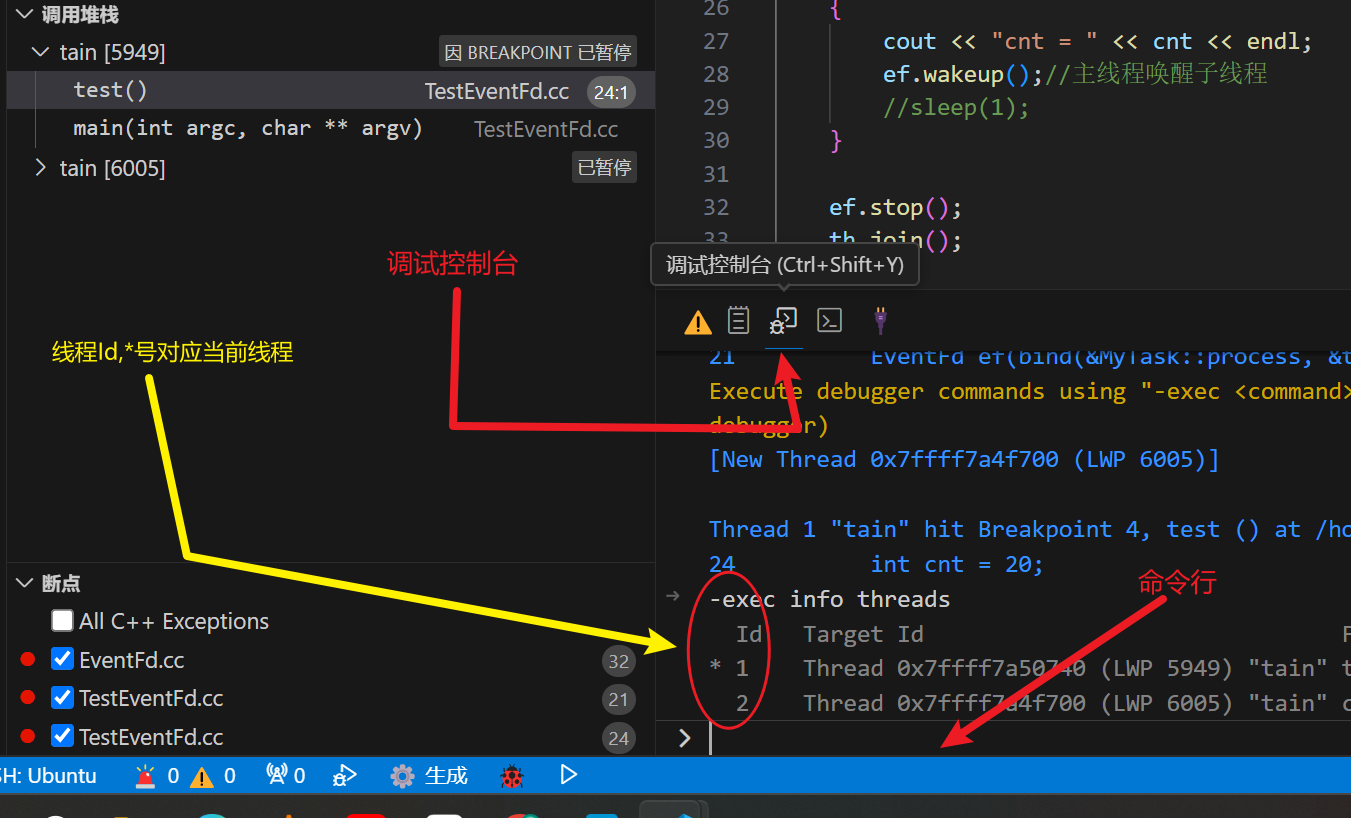 调用堆栈
tain [5949]
因 BREAKPOINT 已暂停
test()
TestEventFd.cc
24:1
main(int argc, char ** argv)
TestEventFd.cc
tain [6005]
已暂停
调试控制台
线程Id,*号对应当前线程
断点
All C++ Exceptions
EventFd.cc
32
TestEventFd.cc
21
TestEventFd.cc
24
26 {
27 cout << "cnt = " << cnt << endl;
28 ef.wakeup();//主线程唤醒子线程
29 //sleep(1);
30 }
31
32 ef.stop();
33 th.join();
调试控制台 (Ctrl+Shift+Y)
21 EventFd ef(bind(&MyTask::process, &t
Execute debugger commands using "-exec <command>
debugger)
[New Thread 0x7ffff7a4f700 (LWP 6005)]
Thread 1 "tain" hit Breakpoint 4, test () at /ho
24 int cnt = 20;
命令行
-exec info threads
Id Target Id F
* 1 Thread 0x7ffff7a50740 (LWP 5949) "tain" t
2 Thread 0x7ffff7a4f700 (LWP 6005) "tain" c
SH: Ubuntu
0
0
0
生成